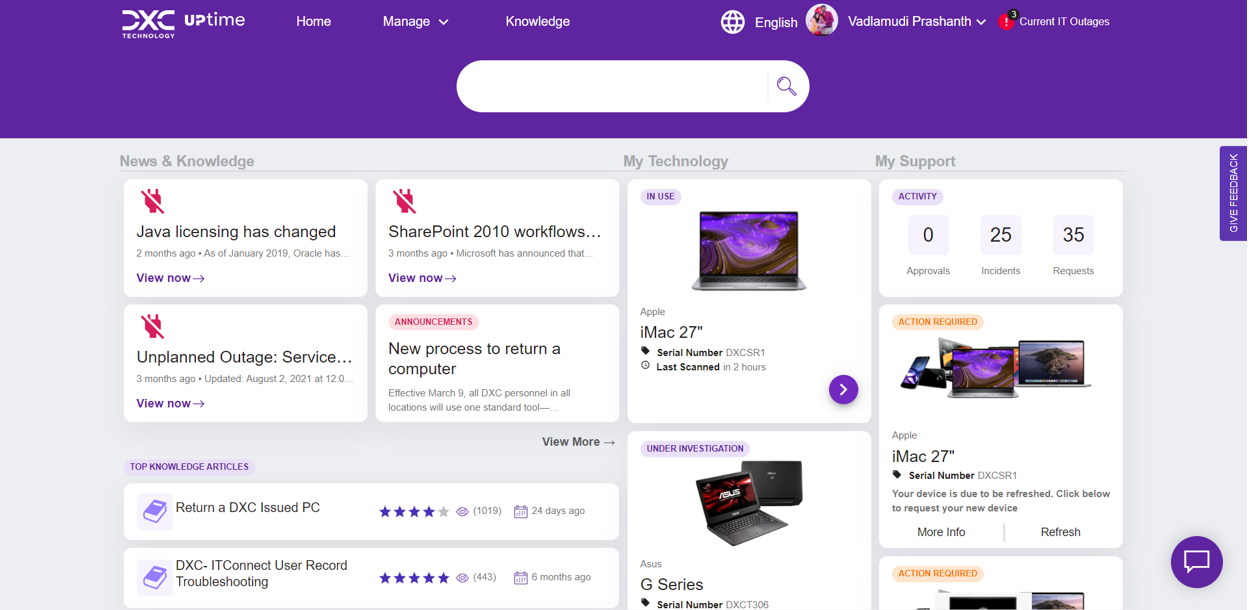 DXC
TECHNOLOGY
UPtime
Home
Manage
Knowledge
English
Vadlamudi Prashanth
3
Current IT Outages
GIVE FEEDBACK
News & Knowledge
Java licensing has changed
2 months ago • As of January 2019, Oracle has...
View now
SharePoint 2010 workflows...
3 months ago • Microsoft has announced that...
View now
Unplanned Outage: Service...
3 months ago • Updated: August 2, 2021 at 12:0...
View now
ANNOUNCEMENTS
New process to return a
computer
Effective March 9, all DXC personnel in all
locations will use one standard tool—...
View More →
TOP KNOWLEDGE ARTICLES
Return a DXC Issued PC
(1019)
24 days ago
DXC- ITConnect User Record
Troubleshooting
(443)
6 months ago
My Technology
IN USE
Apple
iMac 27"
Serial Number DXCSR1
Last Scanned in 2 hours
UNDER INVESTIGATION
ASUS
Asus
G Series
Serial Number DXCT306
My Support
ACTIVITY
0
25
35
Approvals
Incidents
Requests
ACTION REQUIRED
Apple
iMac 27"
Serial Number DXCSR1
Your device is due to be refreshed. Click below
to request your new device
More Info
Refresh
ACTION REQUIRED